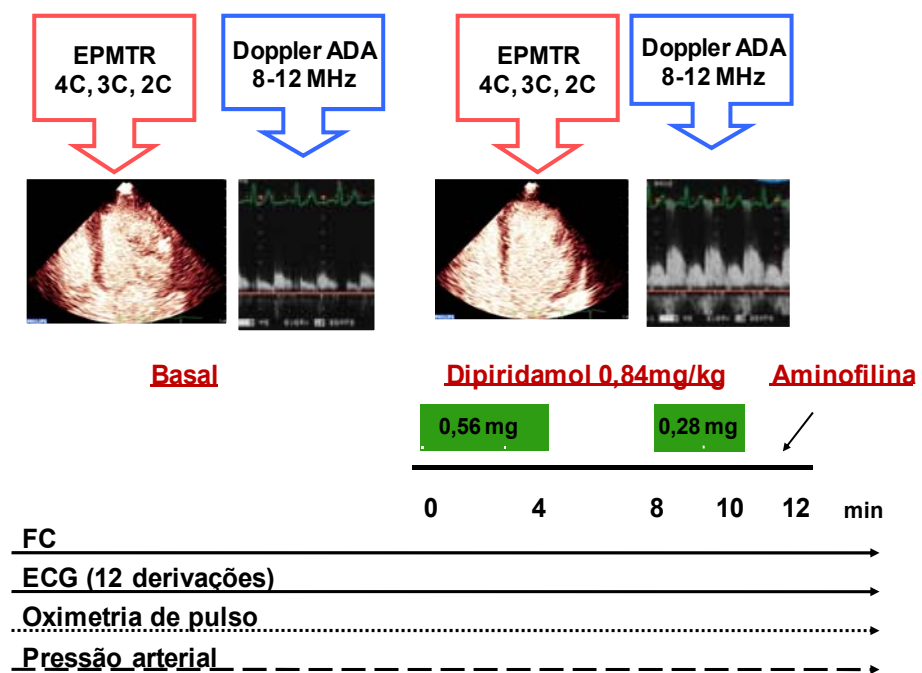 EPMTR
4C, 3C, 2C
Doppler ADA
8-12 MHz
EPMTR
4C, 3C, 2C
Doppler ADA
8-12 MHz
PHILIPS
Basal
Dipiridamol 0,84mg/kg
Aminofilina
0,56 mg
0,28 mg
0 4 8 10 12 min
FC
ECG (12 derivações)
Oximetria de pulso
Pressão arterial